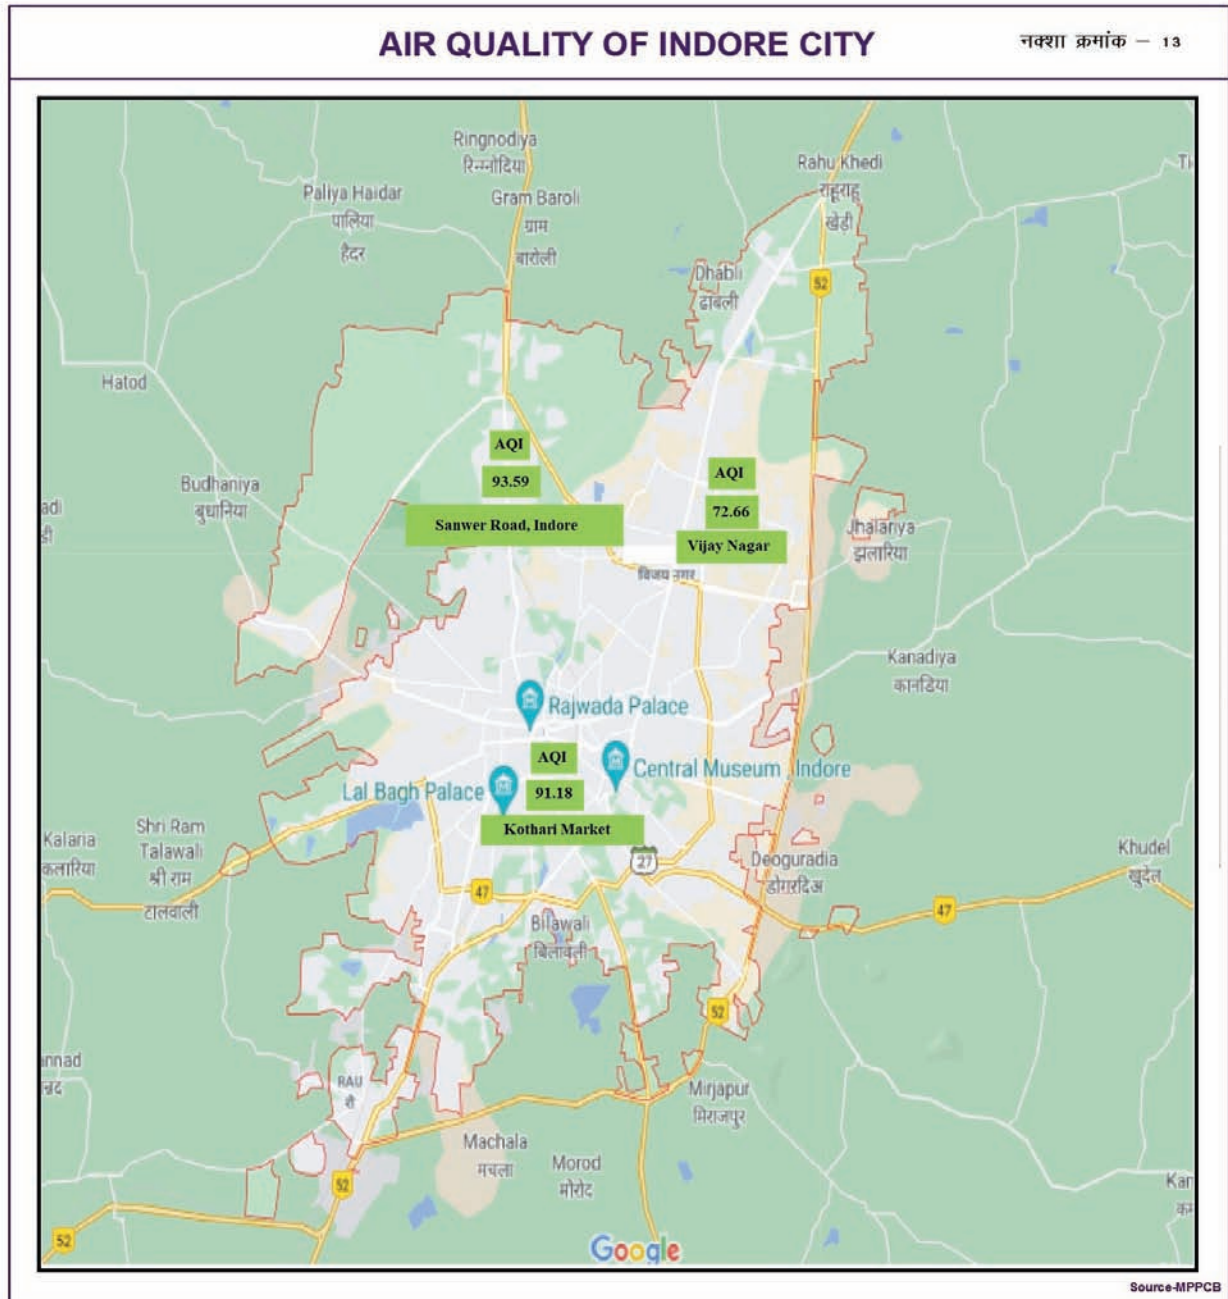 AIR QUALITY OF INDORE CITY
नक्शा क्रमांक – 13
Ringnodiya
रिनोदिया
Rahu Khedi
राहूराहू
खेड़ी
Paliya Haidar
पालिया
हैदर
Gram Baroli
ग्राम
बारोली
Dhabli
ढाबली
52
Hatod
AQI
93.59
Sanwer Road, Indore
AQI
72.66
Vijay Nagar
विजय नगर
Budhaniya
बुधानिया
Jhalariya
झलारिया
Kanadiya
कानडिया
Rajwada Palace
AQI
91.18
Kothari Market
Central Museum, Indore
Lal Bagh Palace
Kalaria
कलारिया
Shri Ram
Talawali
श्री राम
टालवाली
27
Deoguradia
Khudel
खुदेल
47
47
Bilawali
बिलावली
52
RAU
Mirjapur
मिराजपुर
Machala
मचला
Morod
मोरोद
52
52
Google
Source-MPPCB